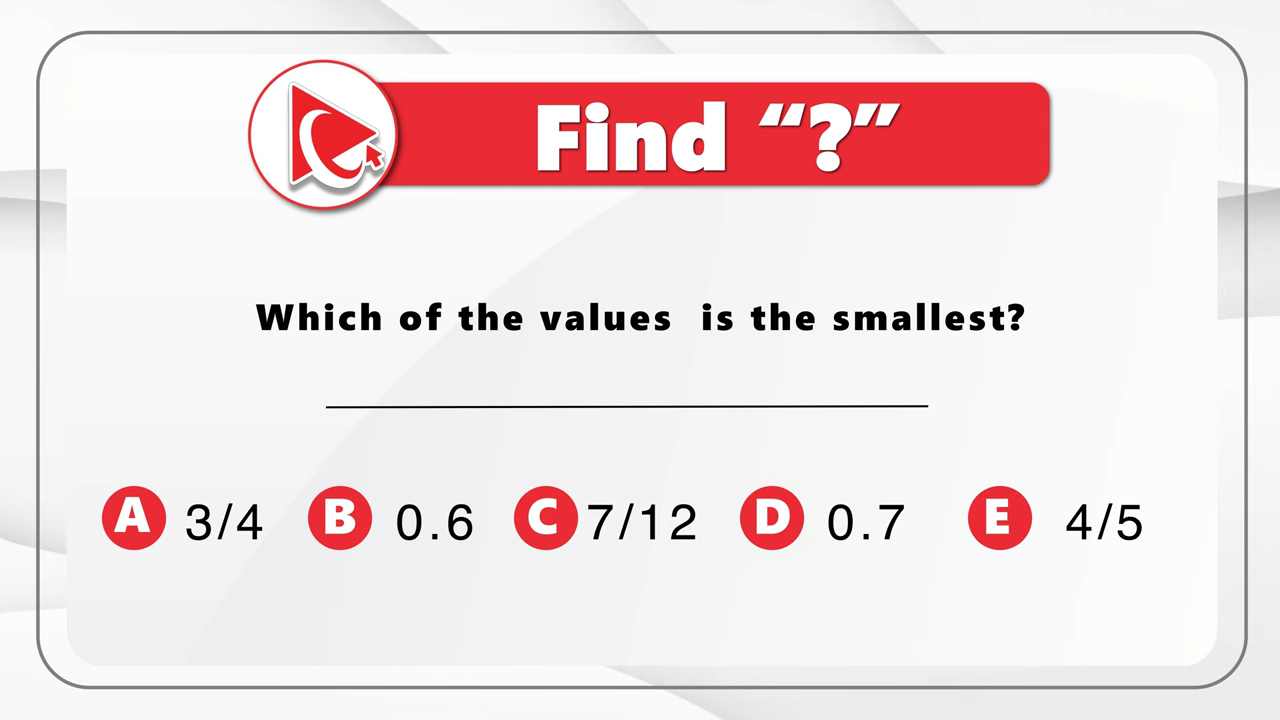 Find “?”
Which of the values is the smallest?
A 3/4 B 0.6 C 7/12 D 0.7 E 4/5